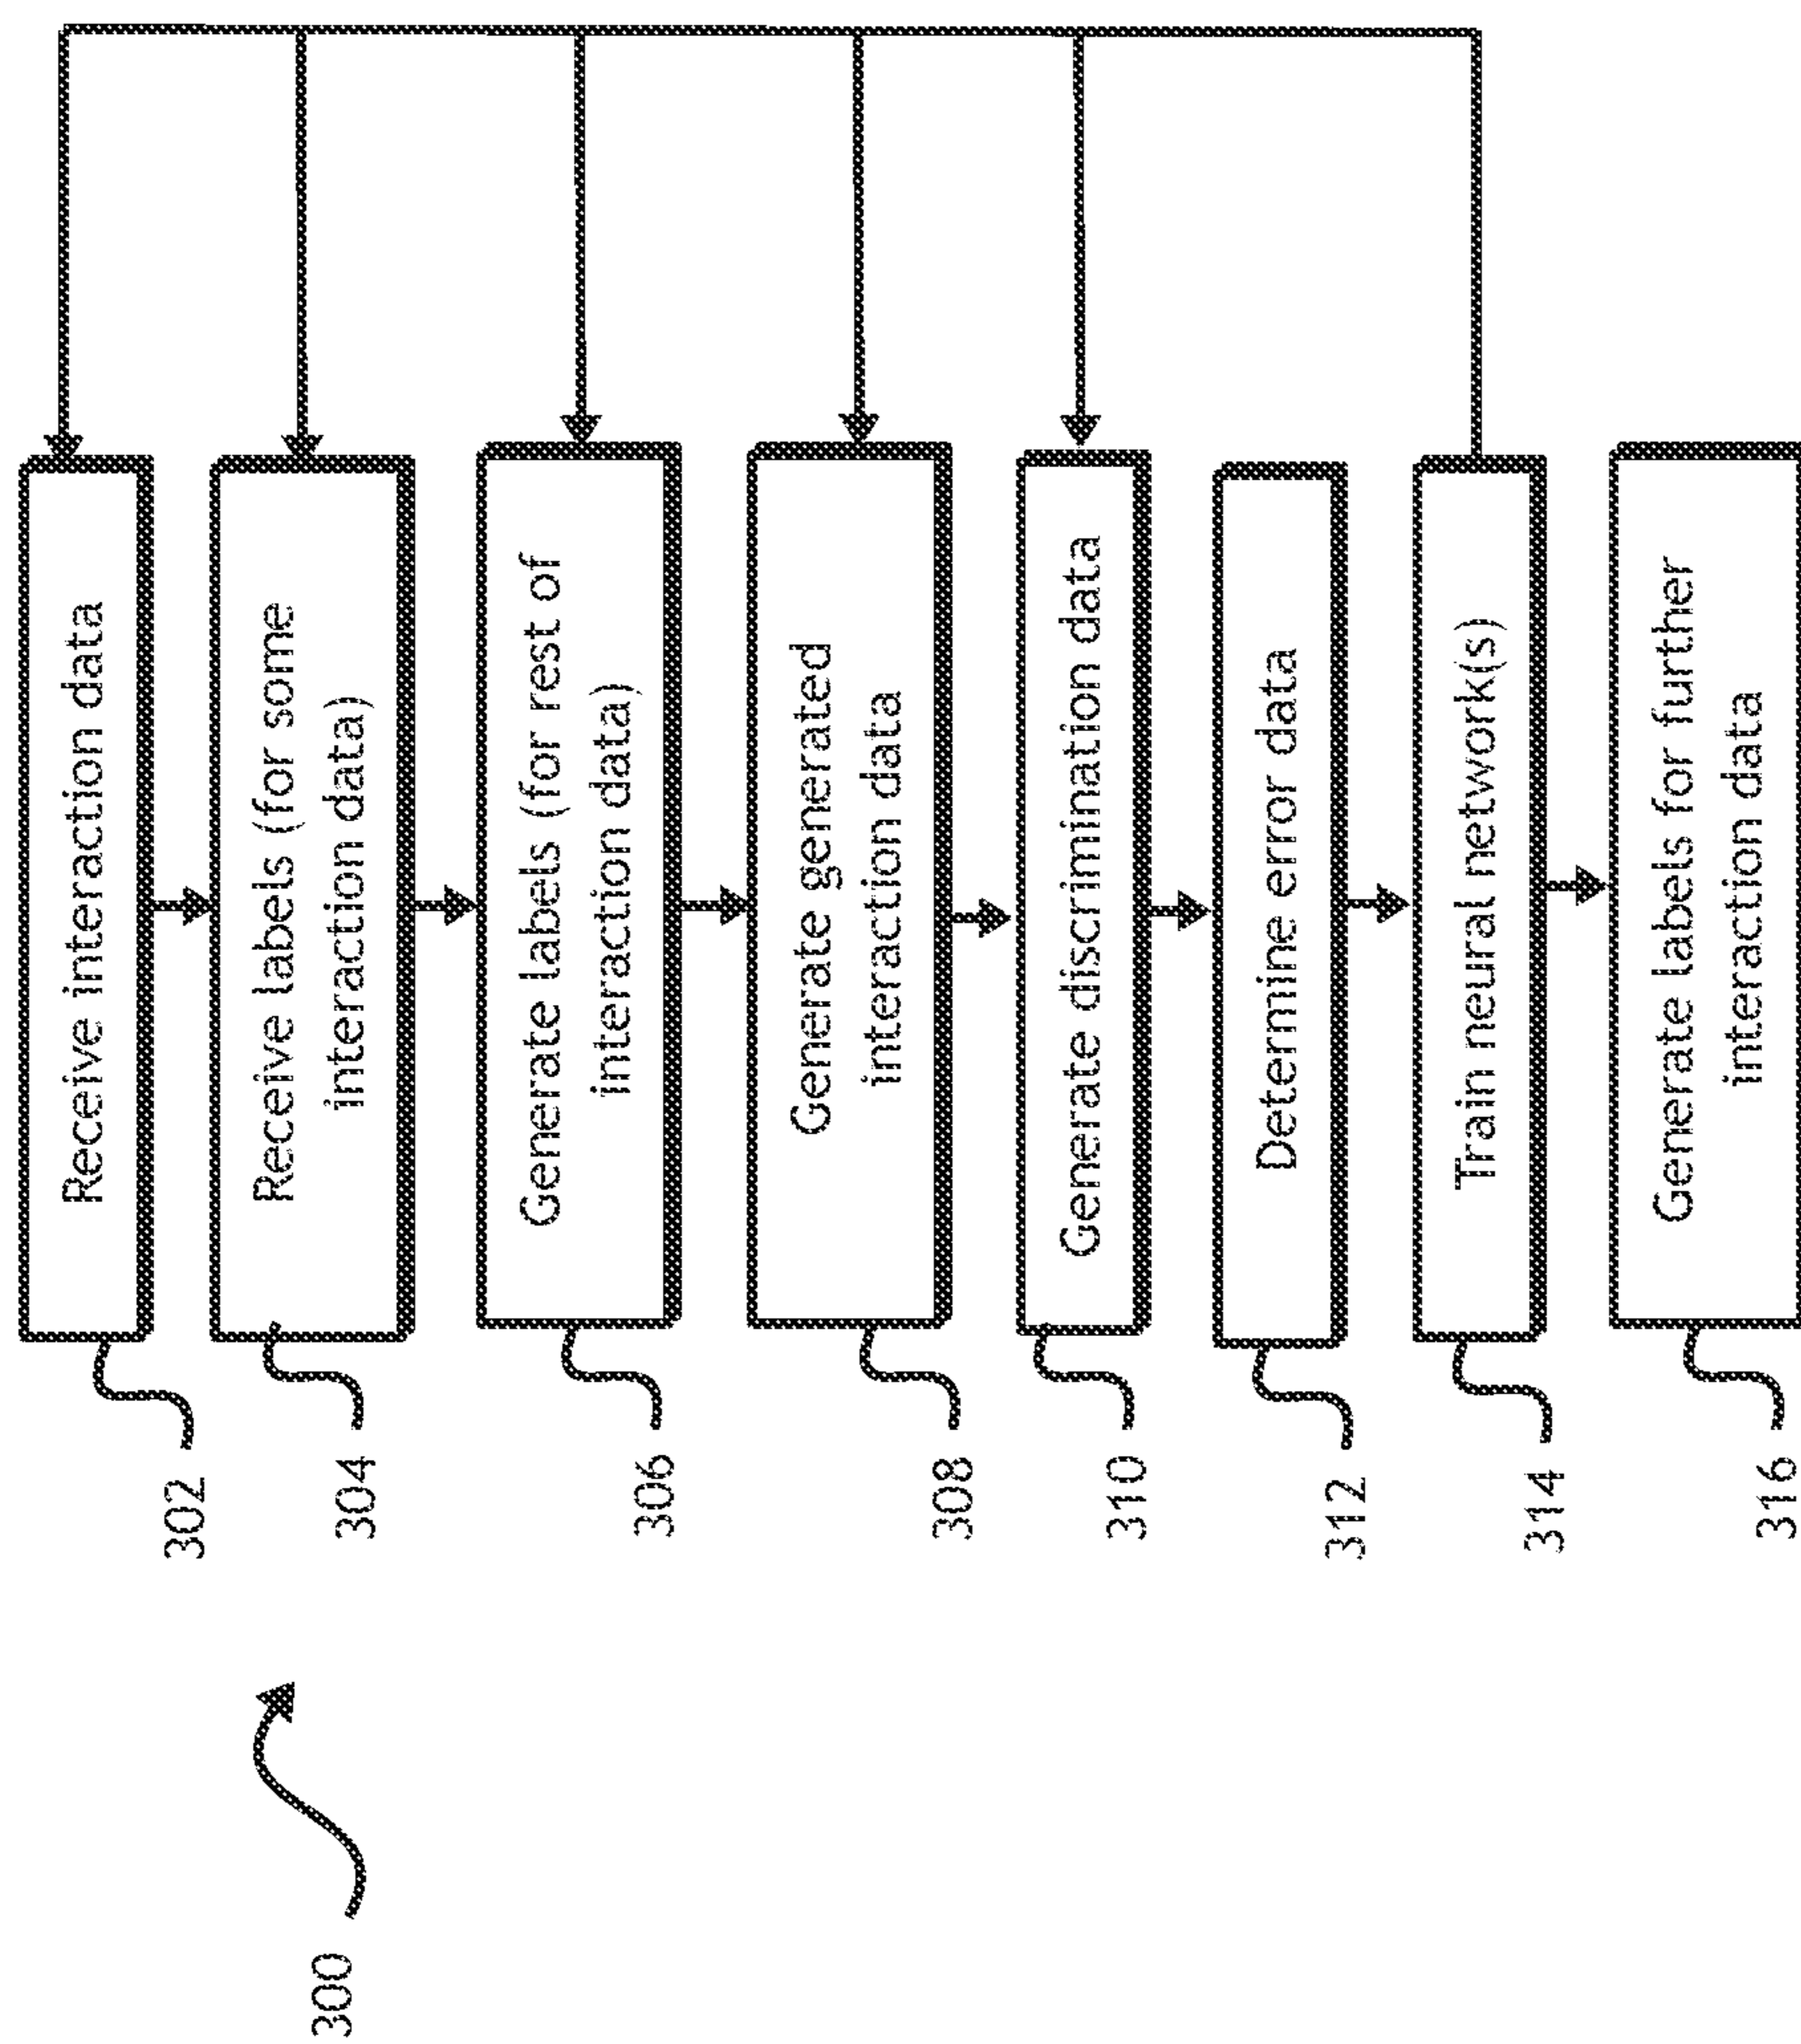 300
302
Receive interaction data
304
Receive labels (for some
interaction data)
306
Generate labels (for rest of
interaction data)
308
Generate generated
interaction data
310
Generate discrimination data
312
Determine error data
314
Train neural network(s)
316
Generate labels for further
interaction data